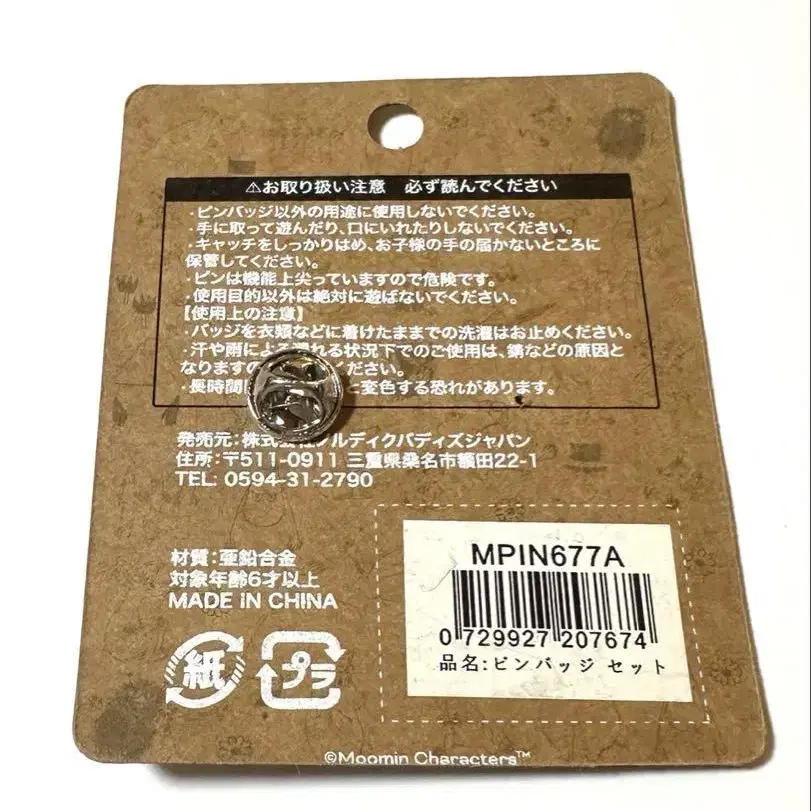 ⚠お取り扱い注意 必ず読んでください
・ピンバッジ以外の用途に使用しないでください。
・手に取って遊んだり、口にいれたりしないでください。
・キャッチをしっかりはめ、お子様の手の届かないところに
保管してください。
・ピンは機能上尖っていますので危険です。
・使用目的以外は絶対に遊ばないでください。
【使用上の注意】
・バッジを衣類などに着けたままでの洗濯はお止めください。
・汗や雨による濡れる状況下でのご使用は、錆などの原因と
なりますの ください。
・長時間 と変色する恐れがあります。
発売元:株式会社ノルディクバディズジャパン
住所:〒511-0911 三重県桑名市額田22-1
TEL: 0594-31-2790
材質:亜鉛合金
対象年齢6才以上
MADE IN CHINA
紙
プラ
MPIN677A
0 729927 207674
品名:ピンバッジ セット
©Moomin Characters™